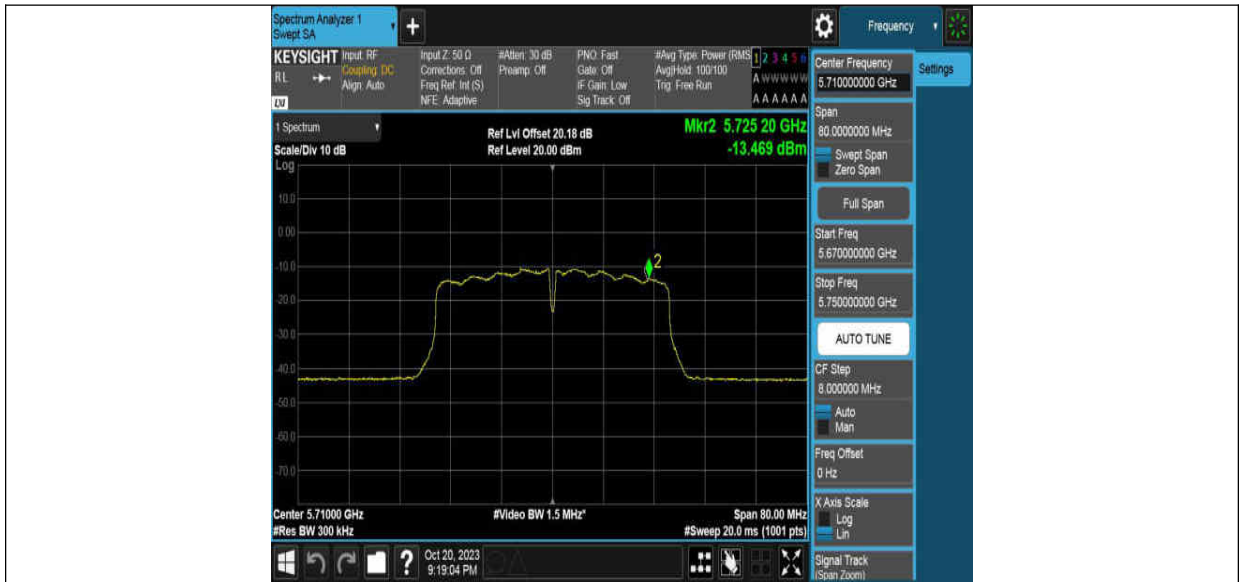 Spectrum Analyzer 1
Swept SA
+
Frequency
KEYSIGHT
RL
LXI
Input: RF
Coupling: DC
Align: Auto
Input Z: 50 Ω
Corrections: Off
Freq Ref: Int (S)
NFE: Adaptive
#Atten: 30 dB
Preamp: Off
PNO: Fast
Gate: Off
IF Gain: Low
Sig Track: Off
#Avg Type: Power (RMS
Avg|Hold: 100/100
Trig: Free Run
1 2 3 4 5 6
A W W W W W
A A A A A A
1 Spectrum
Scale/Div 10 dB
Ref Lvl Offset 20.18 dB
Ref Level 20.00 dBm
Mkr2 5.725 20 GHz
-13.469 dBm
Log
10.0
0.00
-10.0
-20.0
-30.0
-40.0
-50.0
-60.0
-70.0
2
Center 5.71000 GHz
#Res BW 300 kHz
#Video BW 1.5 MHz*
Span 80.00 MHz
#Sweep 20.0 ms (1001 pts)
?
Oct 20, 2023
9:19:04 PM
Center Frequency
5.710000000 GHz
Span
80.0000000 MHz
Swept Span
Zero Span
Full Span
Start Freq
5.670000000 GHz
Stop Freq
5.750000000 GHz
AUTO TUNE
CF Step
8.000000 MHz
Auto
Man
Freq Offset
0 Hz
X Axis Scale
Log
Lin
Signal Track
(Span Zoom)
Settings